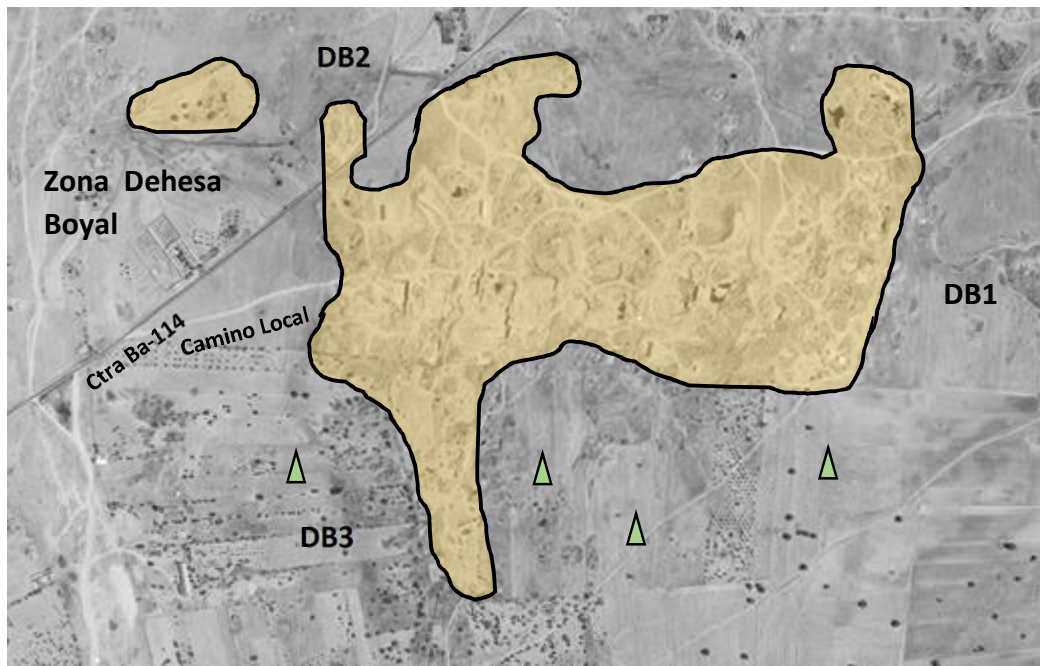 DB2
Zona Dehesa
Boyal
DB1
Ctra Ba-114
Camino Local
DB3